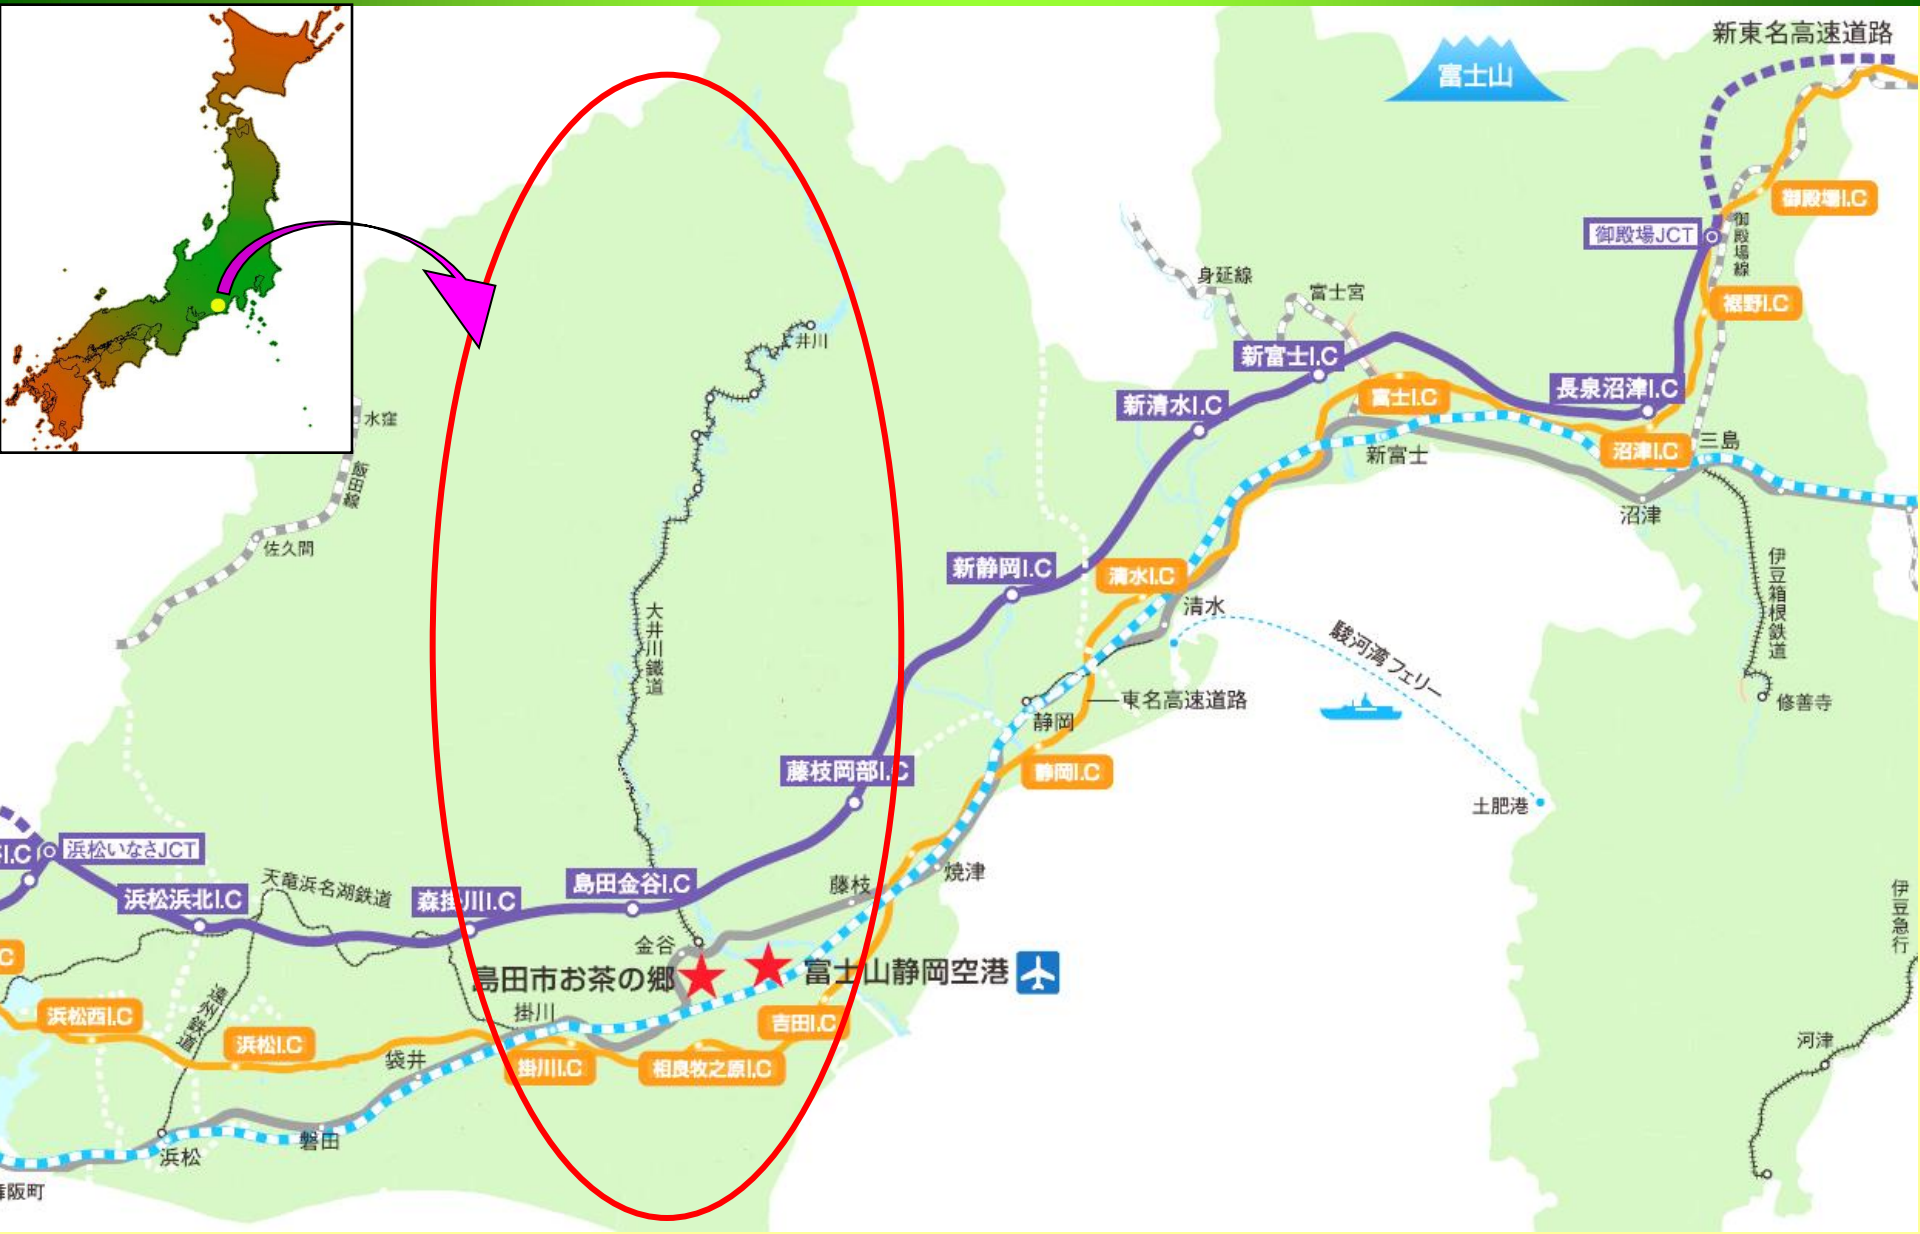 新東名高速道路
富士山
御殿場I.C
御殿場JCT
御殿場線
身延線
富士宮
裾野I.C
井川
新富士I.C
長泉沼津I.C
新清水I.C
富士I.C
水窪
三島
沼津I.C
新富士
飯田線
沼津
佐久間
新静岡I.C
清水I.C
伊豆箱根鉄道
清水
大井川鐵道
駿河湾フェリー
東名高速道路
修善寺
静岡
藤枝岡部I.C
静岡I.C
土肥港
I.C
浜松いなさJCT
焼津
天竜浜名湖鉄道
島田金谷I.C
藤枝
浜松浜北I.C
森掛川I.C
伊豆急行
金谷
C
島田市お茶の郷
富士山静岡空港
遠州鉄道
掛川
浜松西I.C
吉田I.C
浜松I.C
河津
袋井
掛川I.C
相良牧之原I.C
磐田
浜松
阪町